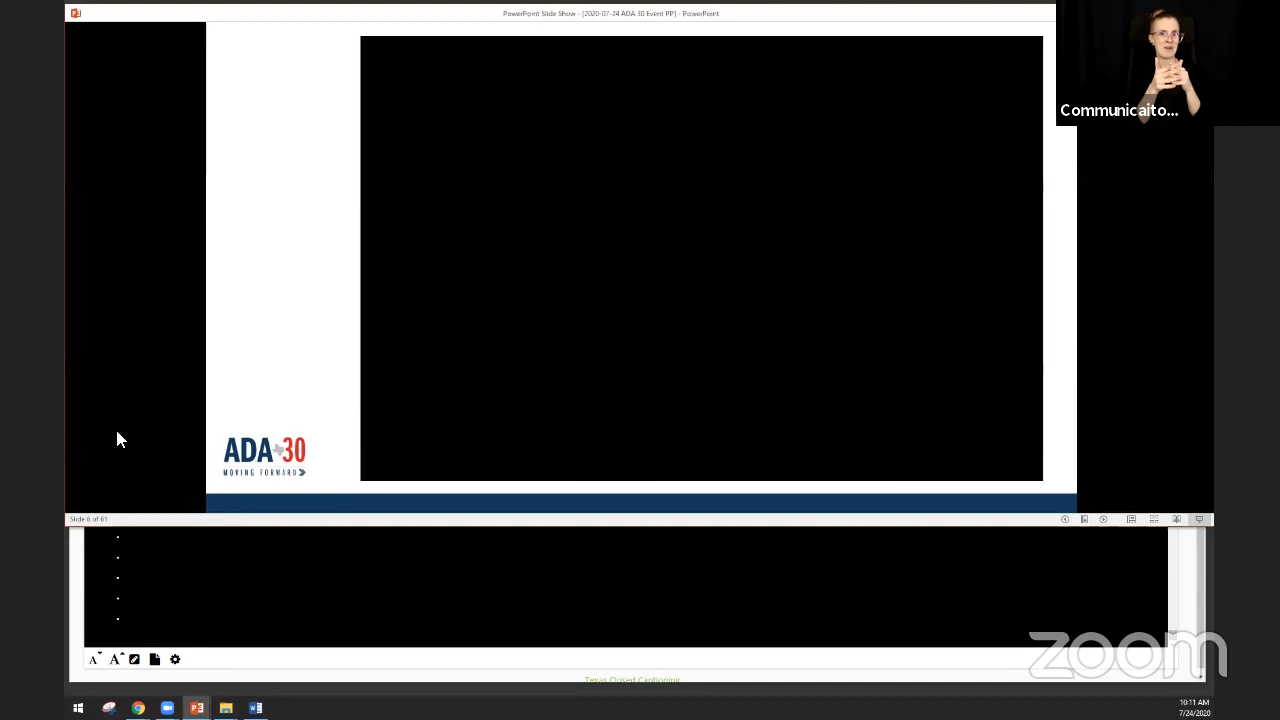 PowerPoint Slide Show - [2020-07-24 ADA 30 Event PP] - PowerPoint
Communicaito...
ADA 30
MOVING FORWARD
Slide 6 of 61
A A
zoom
Texas Closed Captioning
10:11 AM
7/24/2020